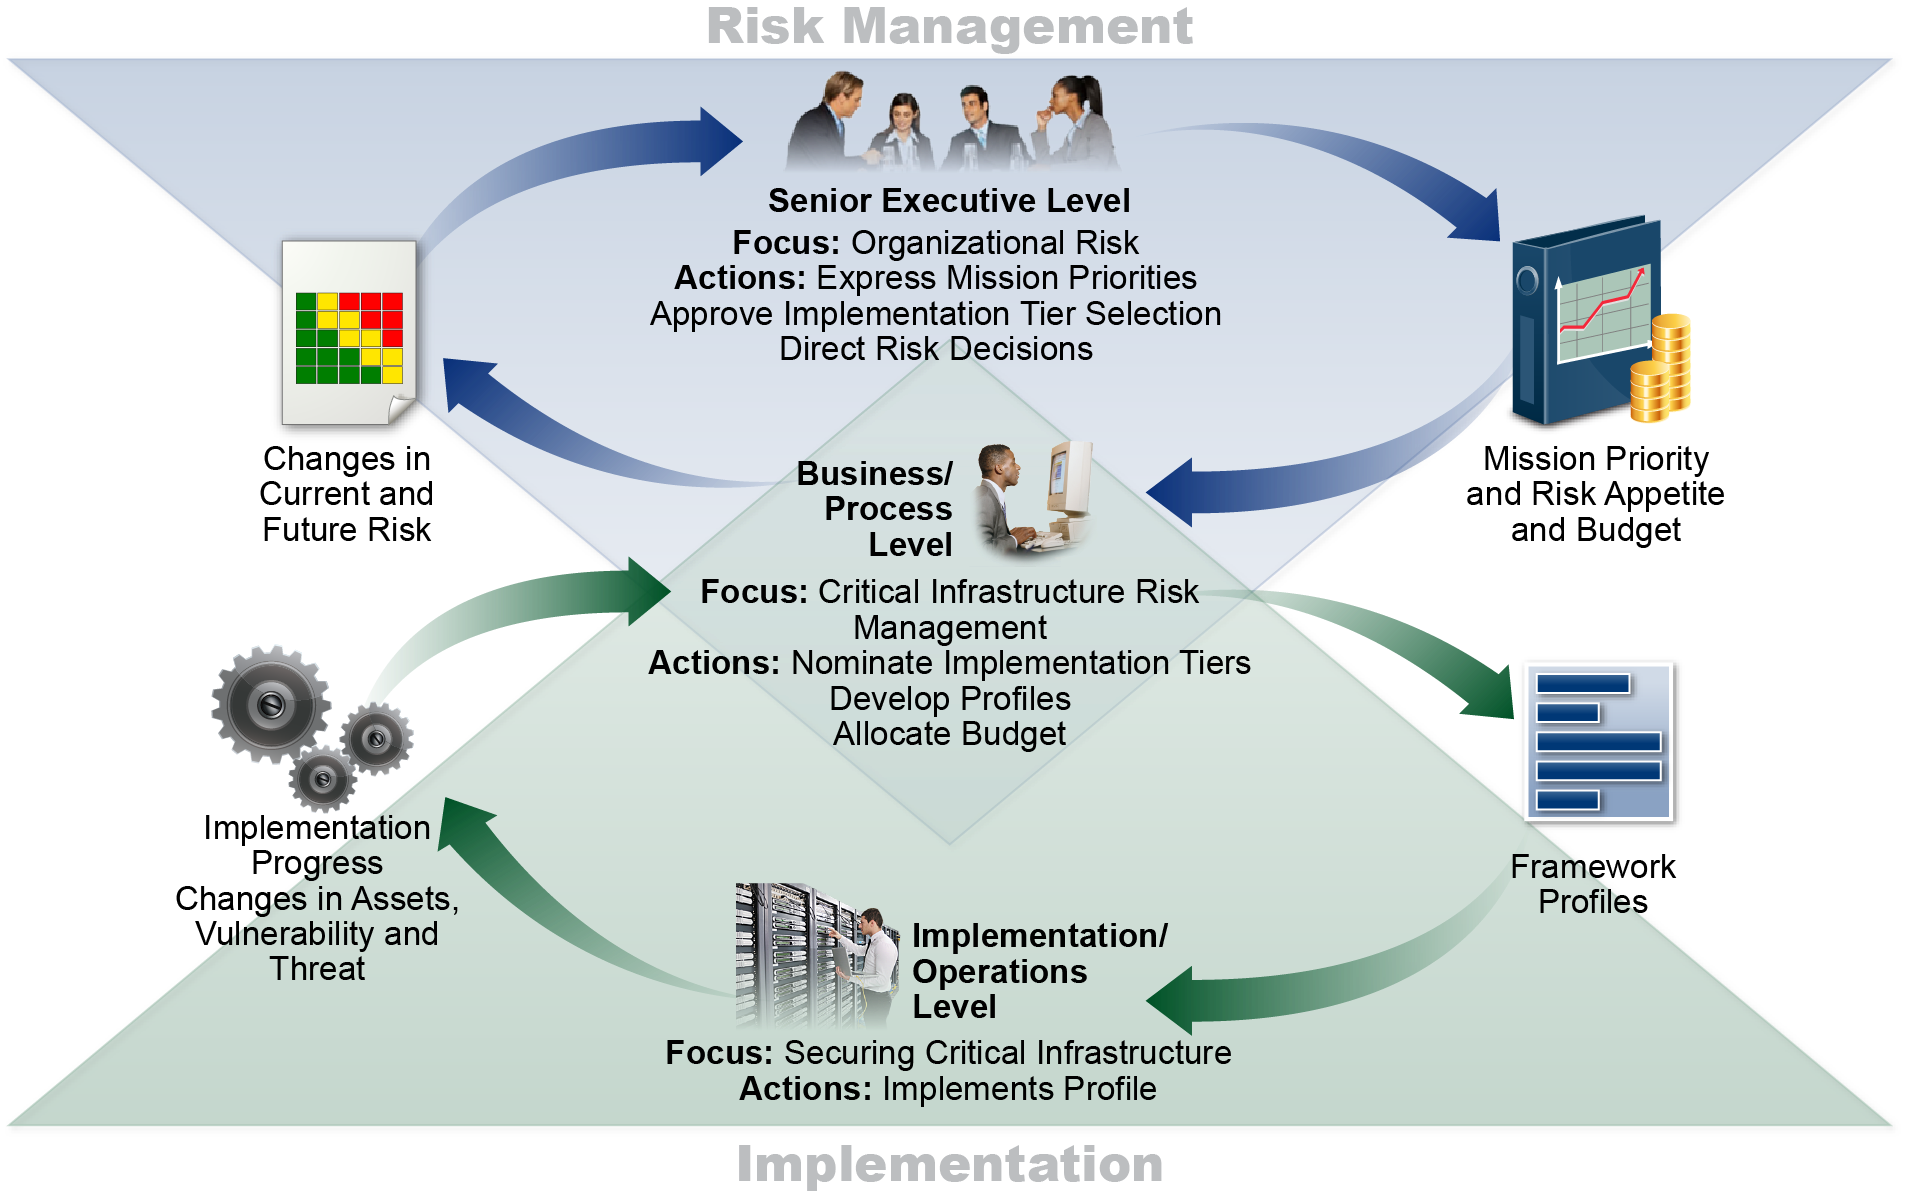 Risk Management
Senior Executive Level
Focus: Organizational Risk
Actions: Express Mission Priorities
Approve Implementation Tier Selection
Direct Risk Decisions
Changes in
Current and
Future Risk
Mission Priority
and Risk Appetite
and Budget
Business/
Process
Level
Focus: Critical Infrastructure Risk
Management
Actions: Nominate Implementation Tiers
Develop Profiles
Allocate Budget
Implementation
Progress
Changes in Assets,
Vulnerability and
Threat
Framework
Profiles
Implementation/
Operations
Level
Focus: Securing Critical Infrastructure
Actions: Implements Profile
Implementation